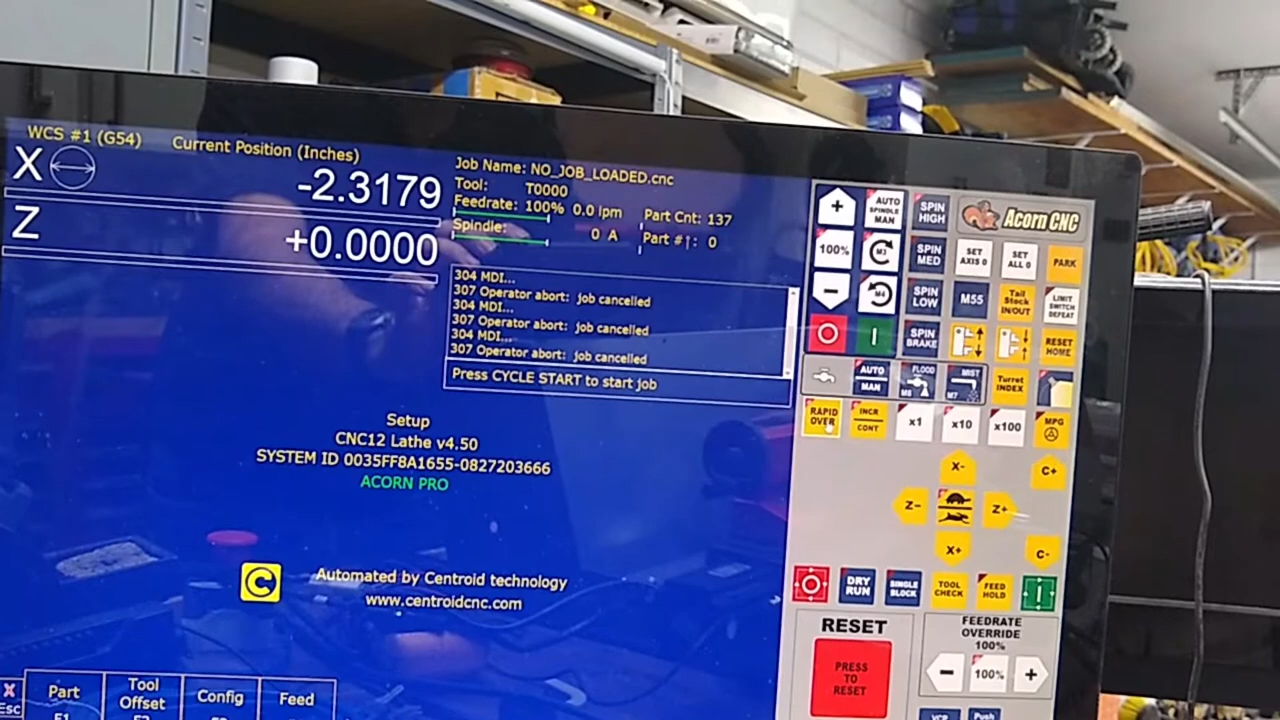 WCS #1 (G54)
Current Position (Inches)
X
-2.3179
Z
+0.0000
Job Name: NO_JOB_LOADED.cnc
Tool: T0000
Feedrate: 100% 0.0 ipm
Part Cnt: 137
Spindle: 0 A
Part #↑: 0
304 MDI...
307 Operator abort: job cancelled
304 MDI...
307 Operator abort: job cancelled
304 MDI...
307 Operator abort: job cancelled
Press CYCLE START to start job
Setup
CNC12 Lathe v4.50
SYSTEM ID 0035FF8A1655-0827203666
ACORN PRO
C
Automated by Centroid technology
www.centroidcnc.com
X
Esc
Part
F1
Tool
Offset
Config
Feed
+
AUTO
SPINDLE
MAN
SPIN
HIGH
Acorn CNC
100%
M3
SPIN
MED
SET
AXIS 0
SET
ALL 0
PARK
-
M4
SPIN
LOW
M55
Tail
Stock
IN/OUT
LIMIT
SWITCH
DEFEAT
SPIN
BRAKE
RESET
HOME
AUTO
MAN
FLOOD
M8
MIST
M7
Turret
INDEX
RAPID
OVER
INCR
CONT
x1
x10
x100
MPG
X-
C+
Z-
Z+
X+
C-
DRY
RUN
SINGLE
BLOCK
TOOL
CHECK
FEED
HOLD
RESET
PRESS
TO
RESET
FEEDRATE
OVERRIDE
100%
-
100%
+